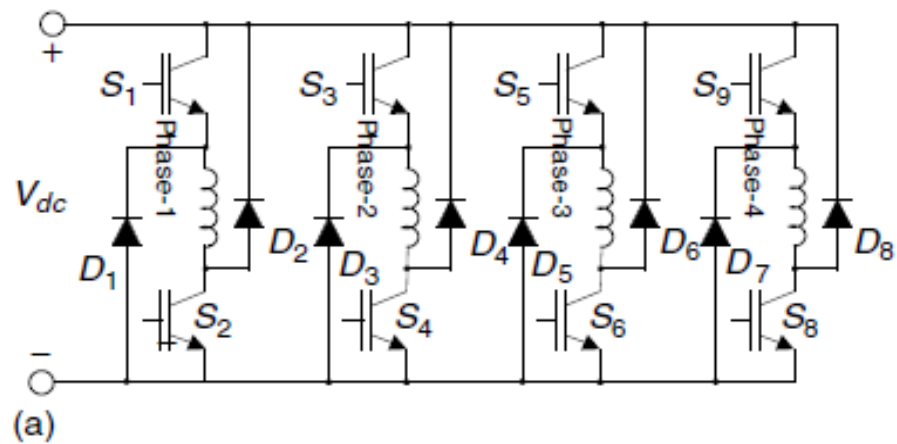 +
S1 S3 S5 S9
Phase-1 Phase-2 Phase-3 Phase-4
Vdc
D1 D2 D3 D4 D5 D6 D7 D8
S2 S4 S6 S8
−
(a)